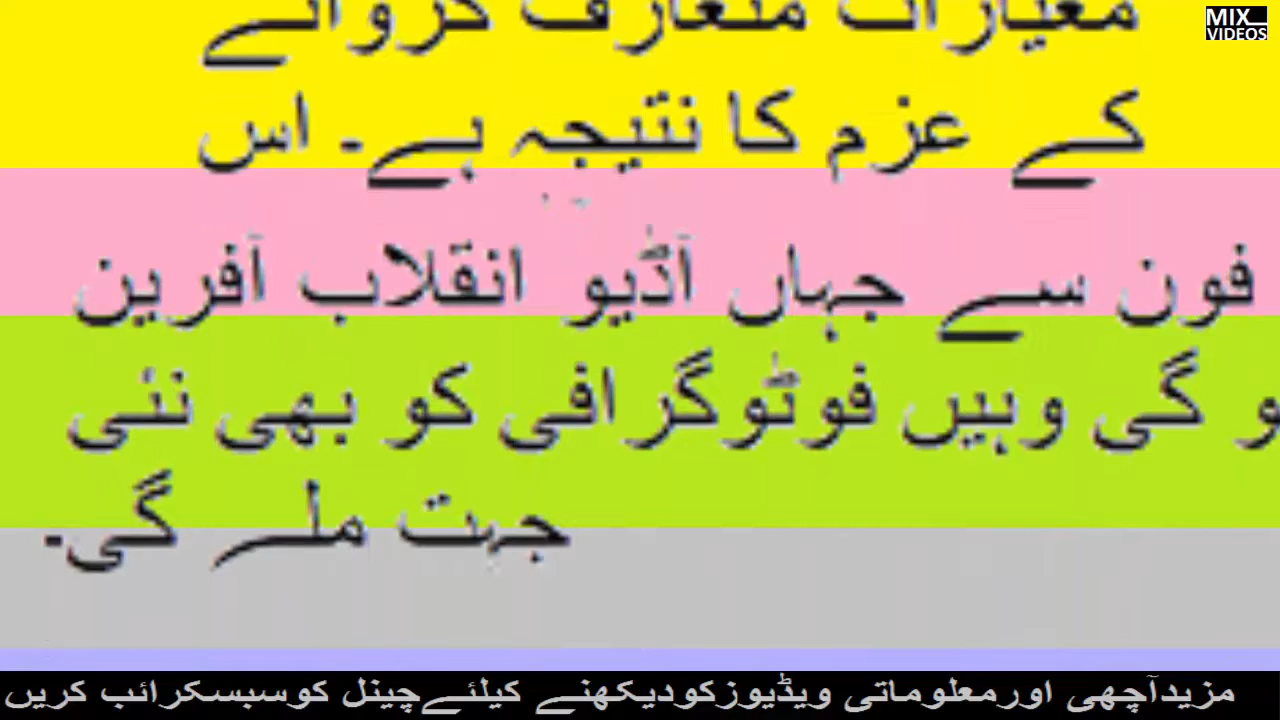 معیارات متعارف کروانے
MIX
VIDEOS
کے عزم کا نتیجہ ہے۔ اس
فون سے جہاں آڈیو انقلاب آفرین
و گی وہیں فوٹوگرافی کو بھی نئی
جہت ملے گی۔
مزیدآچھی اورمعلوماتی ویڈیوزکودیکھنے کیلئےچینل کوسبسکرائب کریں